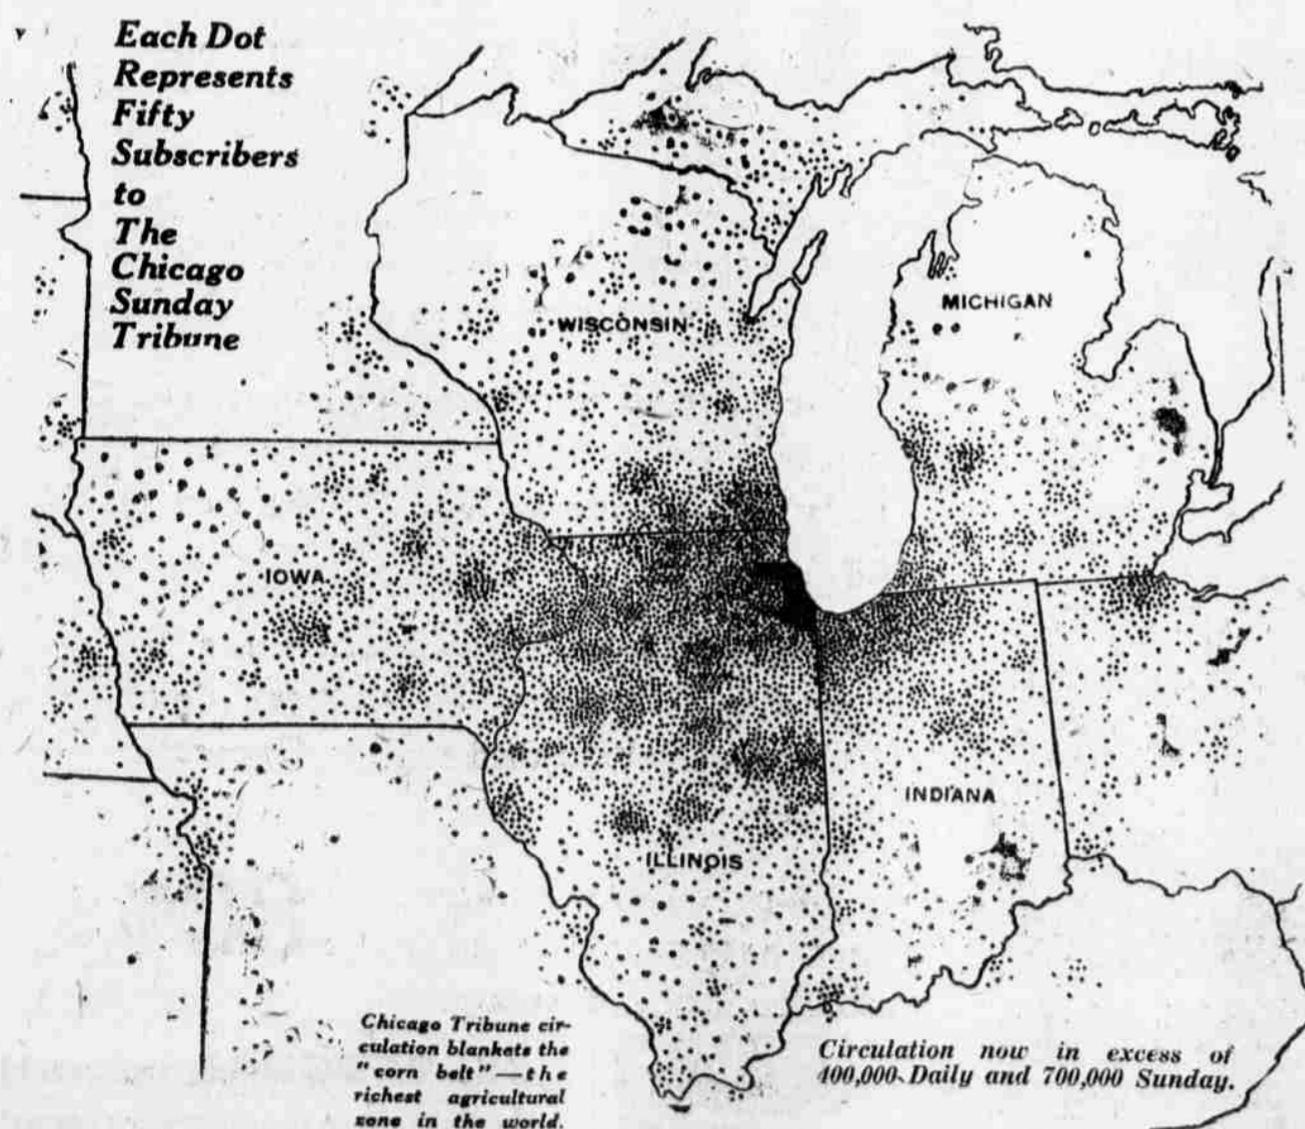 Each Dot
Represents
Fifty
Subscribers
to
The
Chicago
Sunday
Tribune
WISCONSIN
MICHIGAN
IOWA
INDIANA
ILLINOIS
Chicago Tribune cir-
culation blankets the
"corn belt"—the
richest agricultural
zone in the world.
Circulation now in excess of
400,000 Daily and 700,000 Sunday.